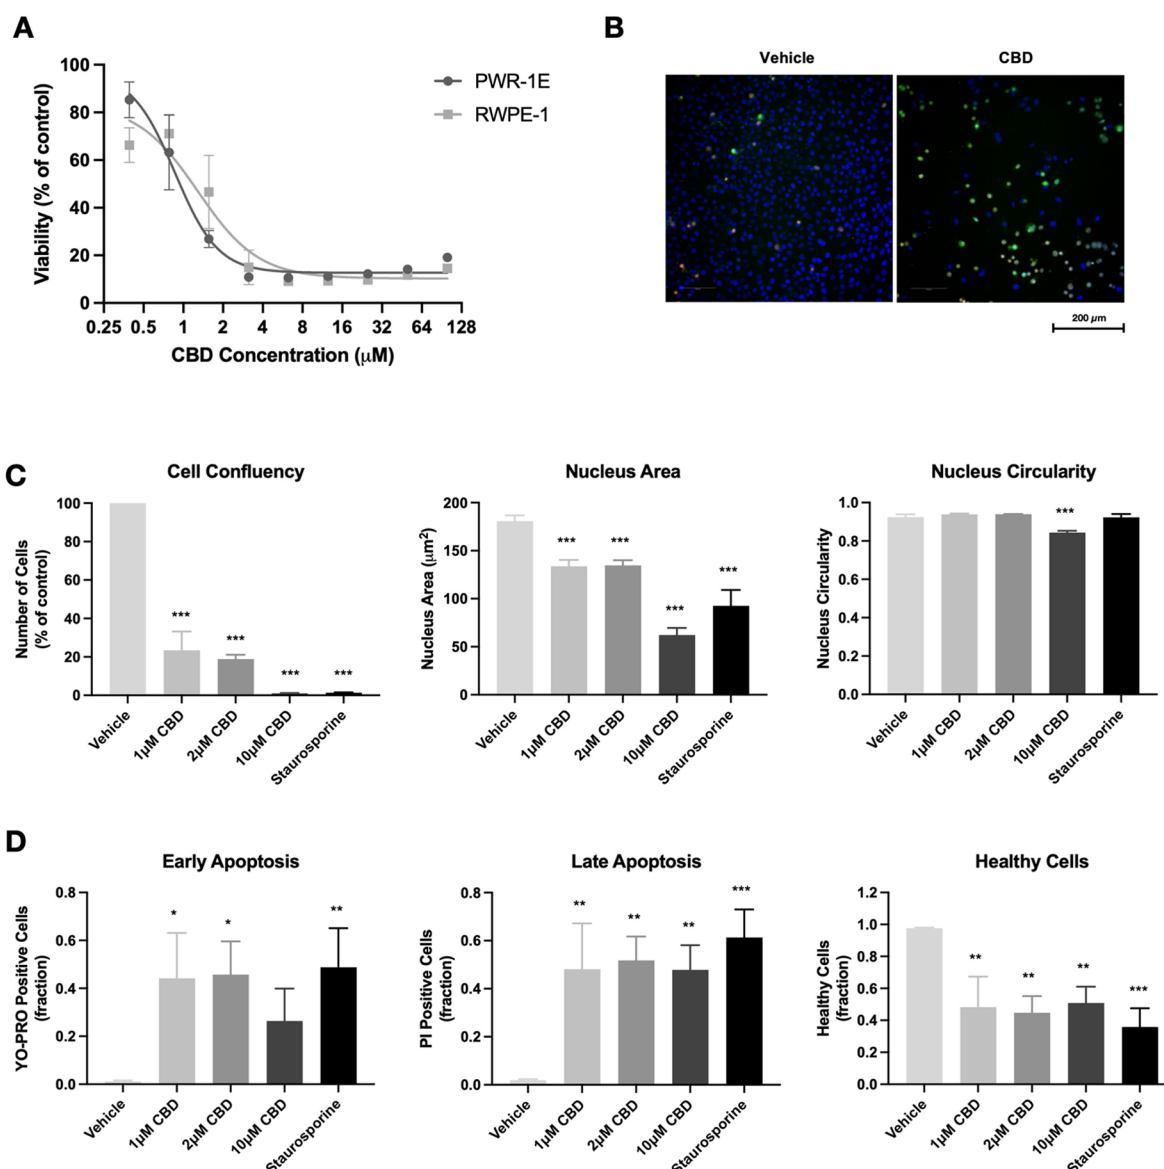 A
100
80
60
40
20
0
Viability (% of control)
0.25 0.5 1 2 4 8 16 32 64 128
CBD Concentration (μM)
PWR-1E
RWPE-1
B
Vehicle
CBD
200 μm
C
Cell Confluency
100
80
60
40
20
0
Number of Cells
(% of control)
***
***
***
***
Vehicle
1μM CBD
2μM CBD
10μM CBD
Staurosporine
Nucleus Area
200
150
100
50
0
Nucleus Area (μm²)
***
***
***
***
Vehicle
1μM CBD
2μM CBD
10μM CBD
Staurosporine
Nucleus Circularity
1.0
0.8
0.6
0.4
0.2
0.0
Nucleus Circularity
***
Vehicle
1μM CBD
2μM CBD
10μM CBD
Staurosporine
D
Early Apoptosis
0.8
0.6
0.4
0.2
0.0
YO-PRO Positive Cells
(fraction)
*
*
**
Vehicle
1μM CBD
2μM CBD
10μM CBD
Staurosporine
Late Apoptosis
0.8
0.6
0.4
0.2
0.0
PI Positive Cells
(fraction)
**
**
**
***
Vehicle
1μM CBD
2μM CBD
10μM CBD
Staurosporine
Healthy Cells
1.2
1.0
0.8
0.6
0.4
0.2
0.0
Healthy Cells
(fraction)
**
**
**
***
Vehicle
1μM CBD
2μM CBD
10μM CBD
Staurosporine